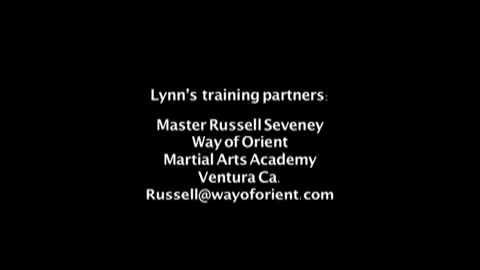 Lynn's training partners:
Master Russell Seveney
Way of Orient
Martial Arts Academy
Ventura Ca.
Russell@wayoforient.com